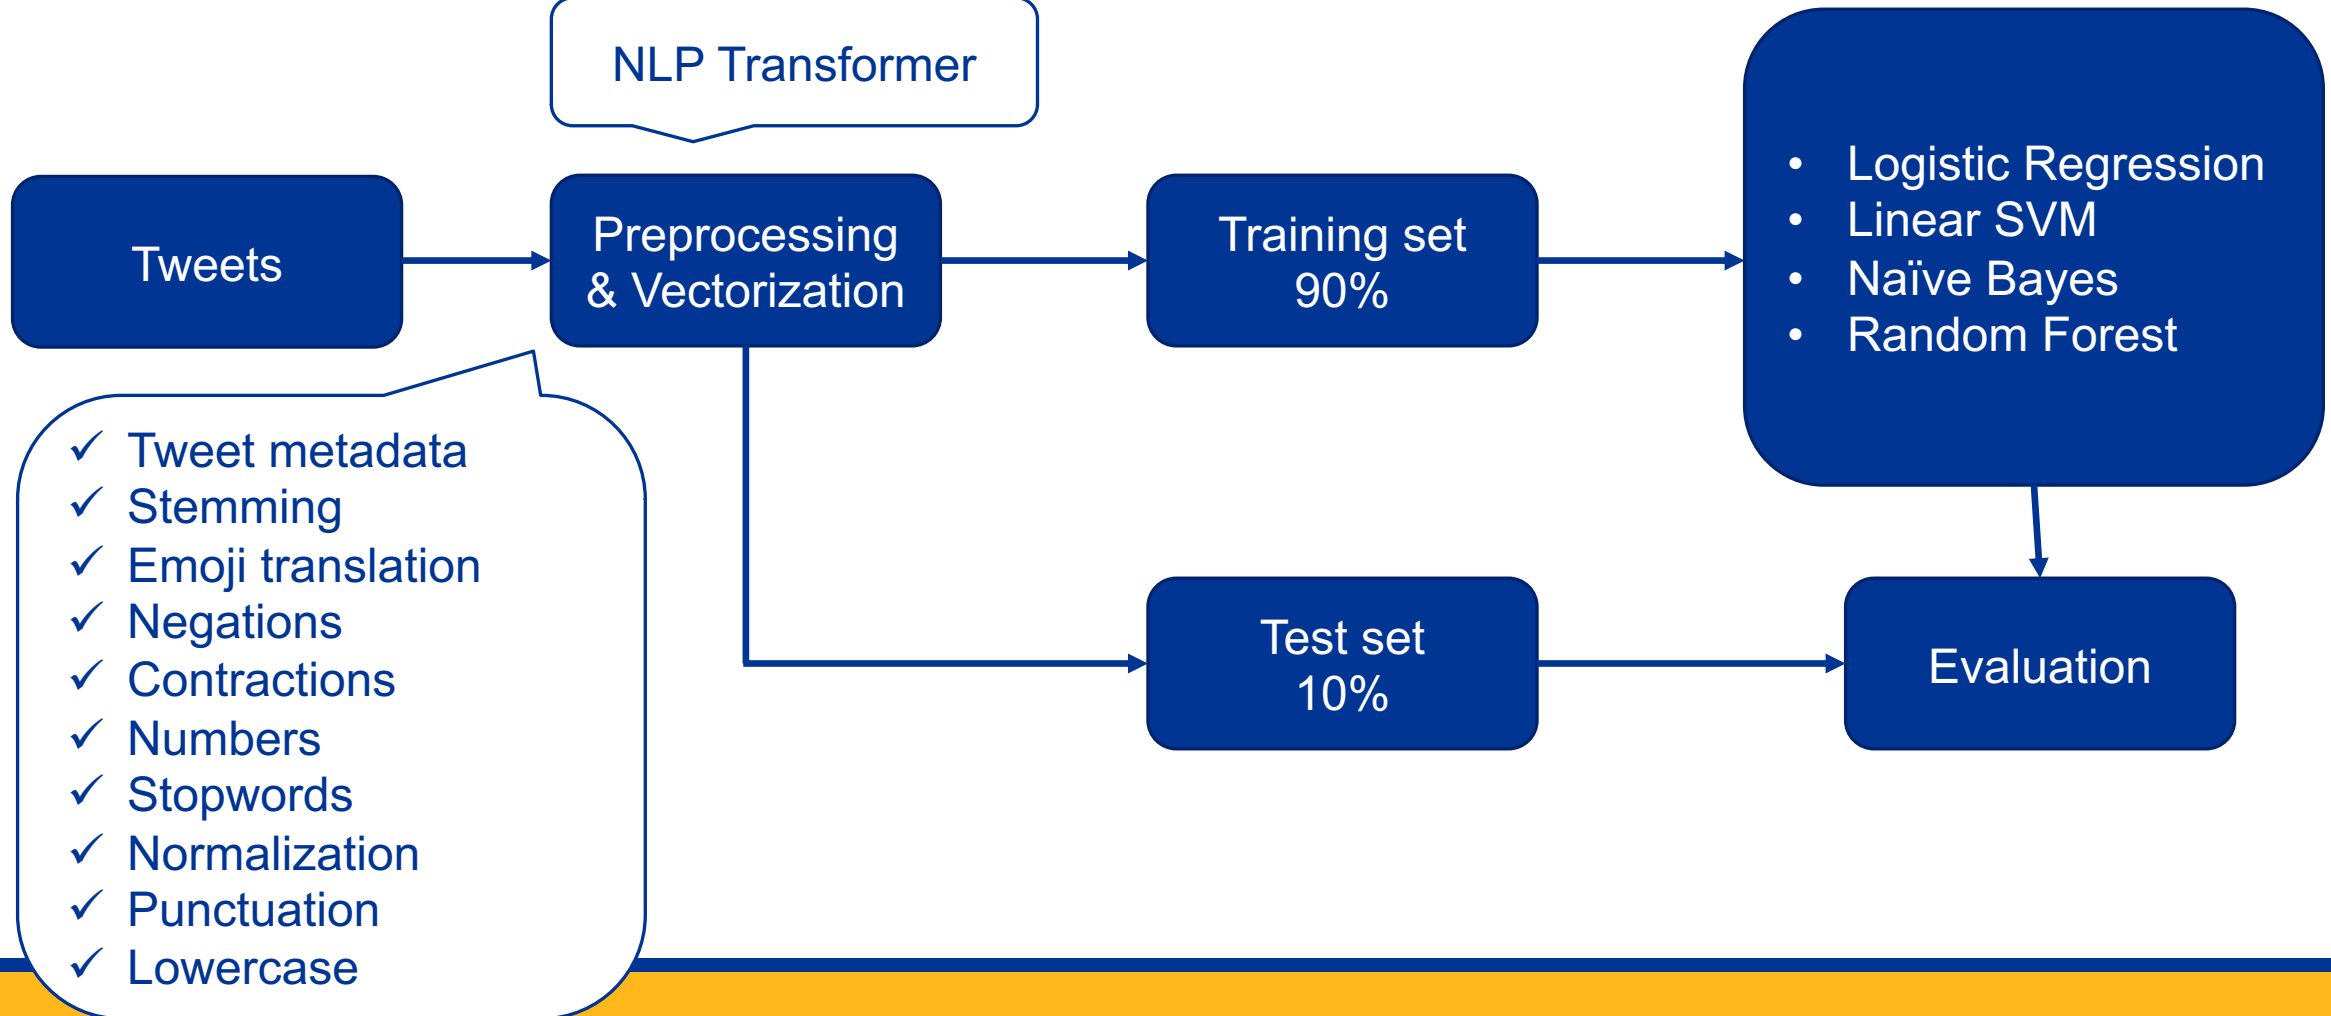 NLP Transformer
Tweets
Preprocessing
& Vectorization
Training set
90%
• Logistic Regression
• Linear SVM
• Naïve Bayes
• Random Forest
✓ Tweet metadata
✓ Stemming
✓ Emoji translation
✓ Negations
✓ Contractions
✓ Numbers
✓ Stopwords
✓ Normalization
✓ Punctuation
✓ Lowercase
Test set
10%
Evaluation